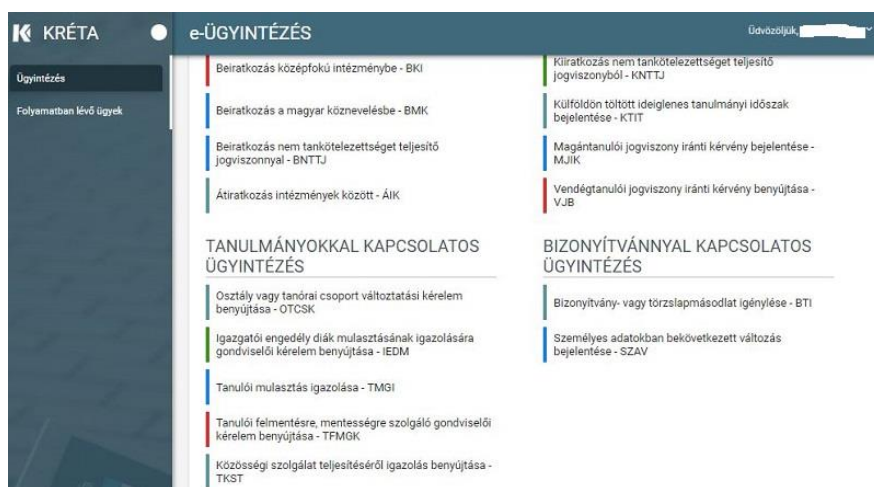 KRÉTA
e-ÜGYINTÉZÉS
Üdvözöljük,
Ügyintézés
Folyamatban lévő ügyek
Beiratkozás középfokú intézménybe - BKI
Beiratkozás a magyar köznevelésbe - BMK
Beiratkozás nem tankötelezettséget teljesítő
jogviszonnyal - BNTTJ
Átiratkozás intézmények között - ÁIK
Kiiratkozás nem tankötelezettséget teljesítő
jogviszonyból - KNTTJ
Külföldön töltött ideiglenes tanulmányi időszak
bejelentése - KTIT
Magántanulói jogviszony iránti kérvény bejelentése -
MJIK
Vendégtanulói jogviszony iránti kérvény benyújtása -
VJB
TANULMÁNYOKKAL KAPCSOLATOS
ÜGYINTÉZÉS
Osztály vagy tanórai csoport változtatási kérelem
benyújtása - OTCSK
Igazgatói engedély diák mulasztásának igazolására
gondviselői kérelem benyújtása - IEDM
Tanulói mulasztás igazolása - TMGI
Tanulói felmentésre, mentességre szolgáló gondviselői
kérelem benyújtása - TFMGK
Közösségi szolgálat teljesítéséről igazolás benyújtása -
TKST
BIZONYÍTVÁNNYAL KAPCSOLATOS
ÜGYINTÉZÉS
Bizonyítvány- vagy törzslapmásodlat igénylése - BTI
Személyes adatokban bekövetkezett változás
bejelentése - SZAV